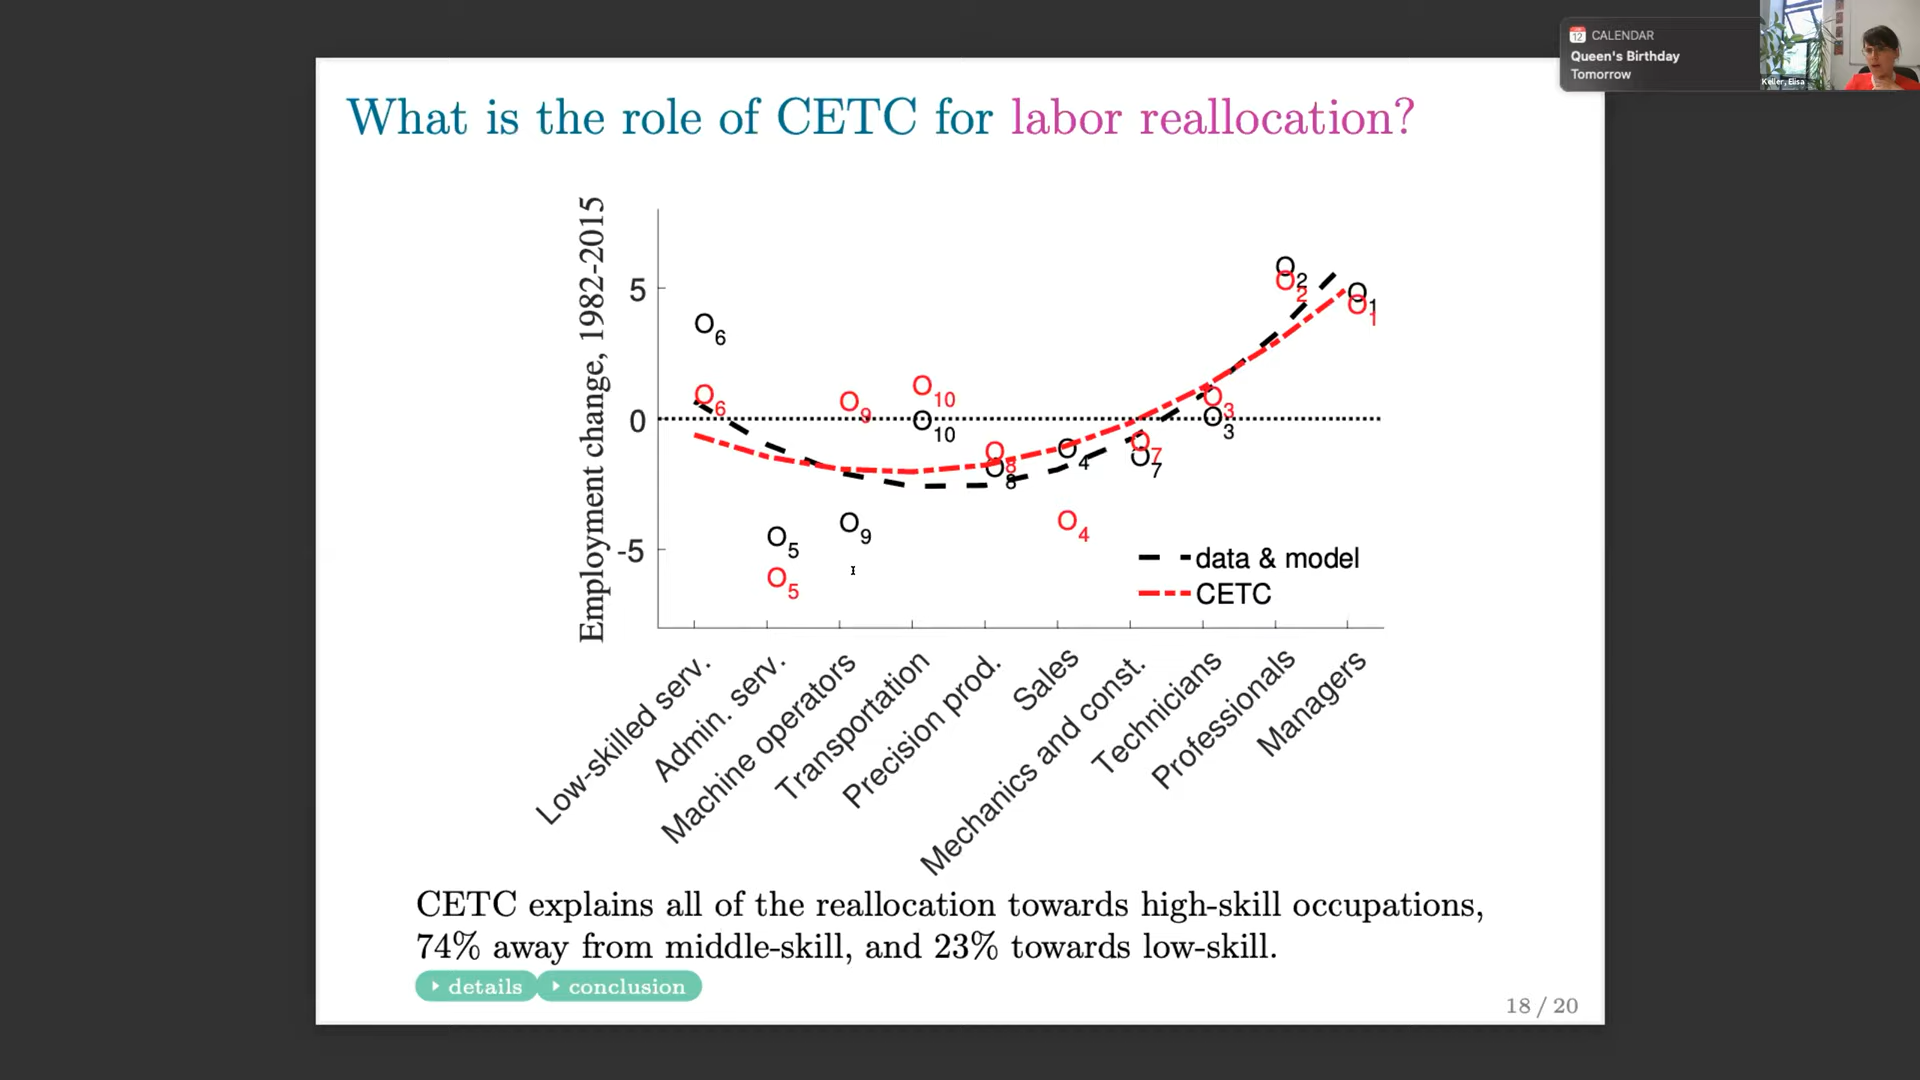 CALENDAR
12
Queen's Birthday
Tomorrow
Keller, Elisa
What is the role of CETC for labor reallocation?
Employment change, 1982-2015
5
0
-5
O6
O6
O5
O5
O9
O9
O10
O10
O8
O8
O4
O4
O7
O7
O3
O3
O2
O2
O1
O1
data & model
CETC
Low-skilled serv.
Admin. serv.
Machine operators
Transportation
Precision prod.
Sales
Mechanics and const.
Technicians
Professionals
Managers
CETC explains all of the reallocation towards high-skill occupations,
74% away from middle-skill, and 23% towards low-skill.
details
conclusion
18 / 20